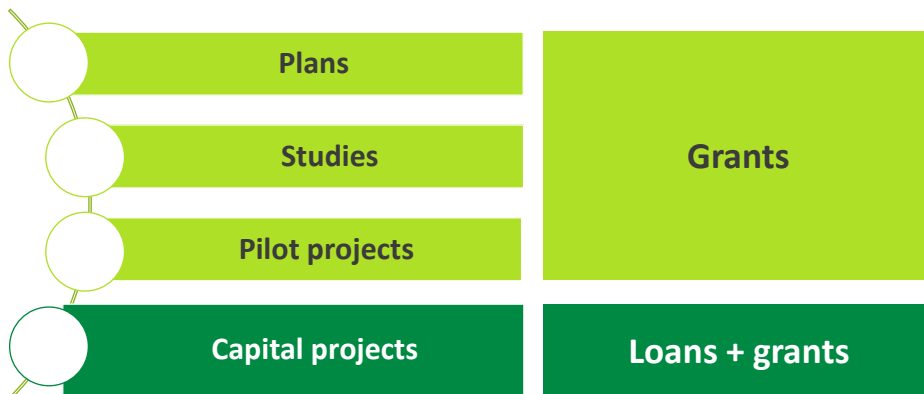 Plans
Studies
Pilot projects
Grants
Capital projects
Loans + grants